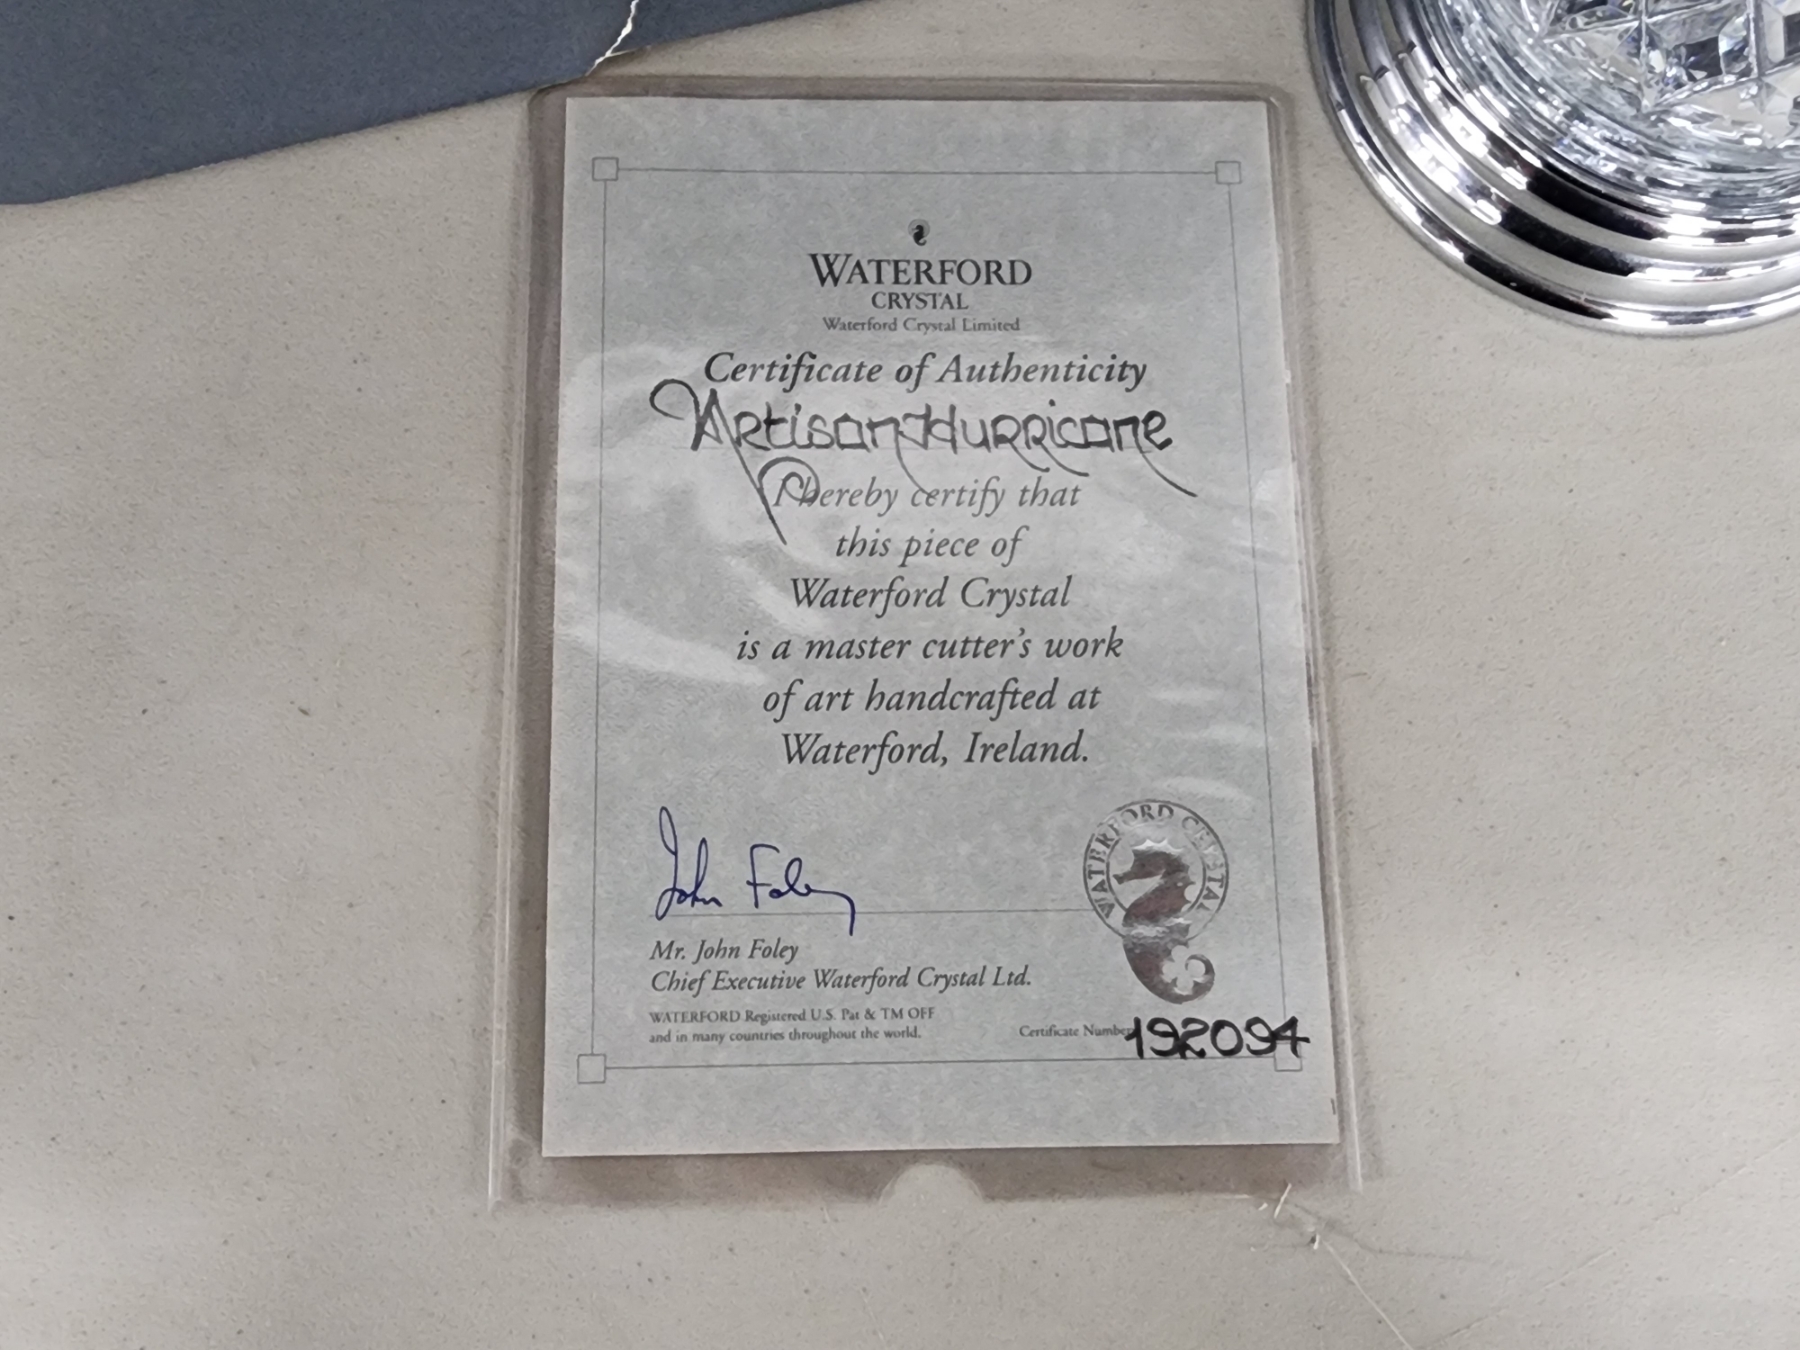 WATERFORD
CRYSTAL
Waterford Crystal Limited
Certificate of Authenticity
Artisan Hurricane
I hereby certify that
this piece of
Waterford Crystal
is a master cutter's work
of art handcrafted at
Waterford, Ireland.
John Foley
WATERFORD CRYSTAL
Mr. John Foley
Chief Executive Waterford Crystal Ltd.
WATERFORD Registered U.S. Pat & TM OFF
and in many countries throughout the world.
Certificate Number 192094